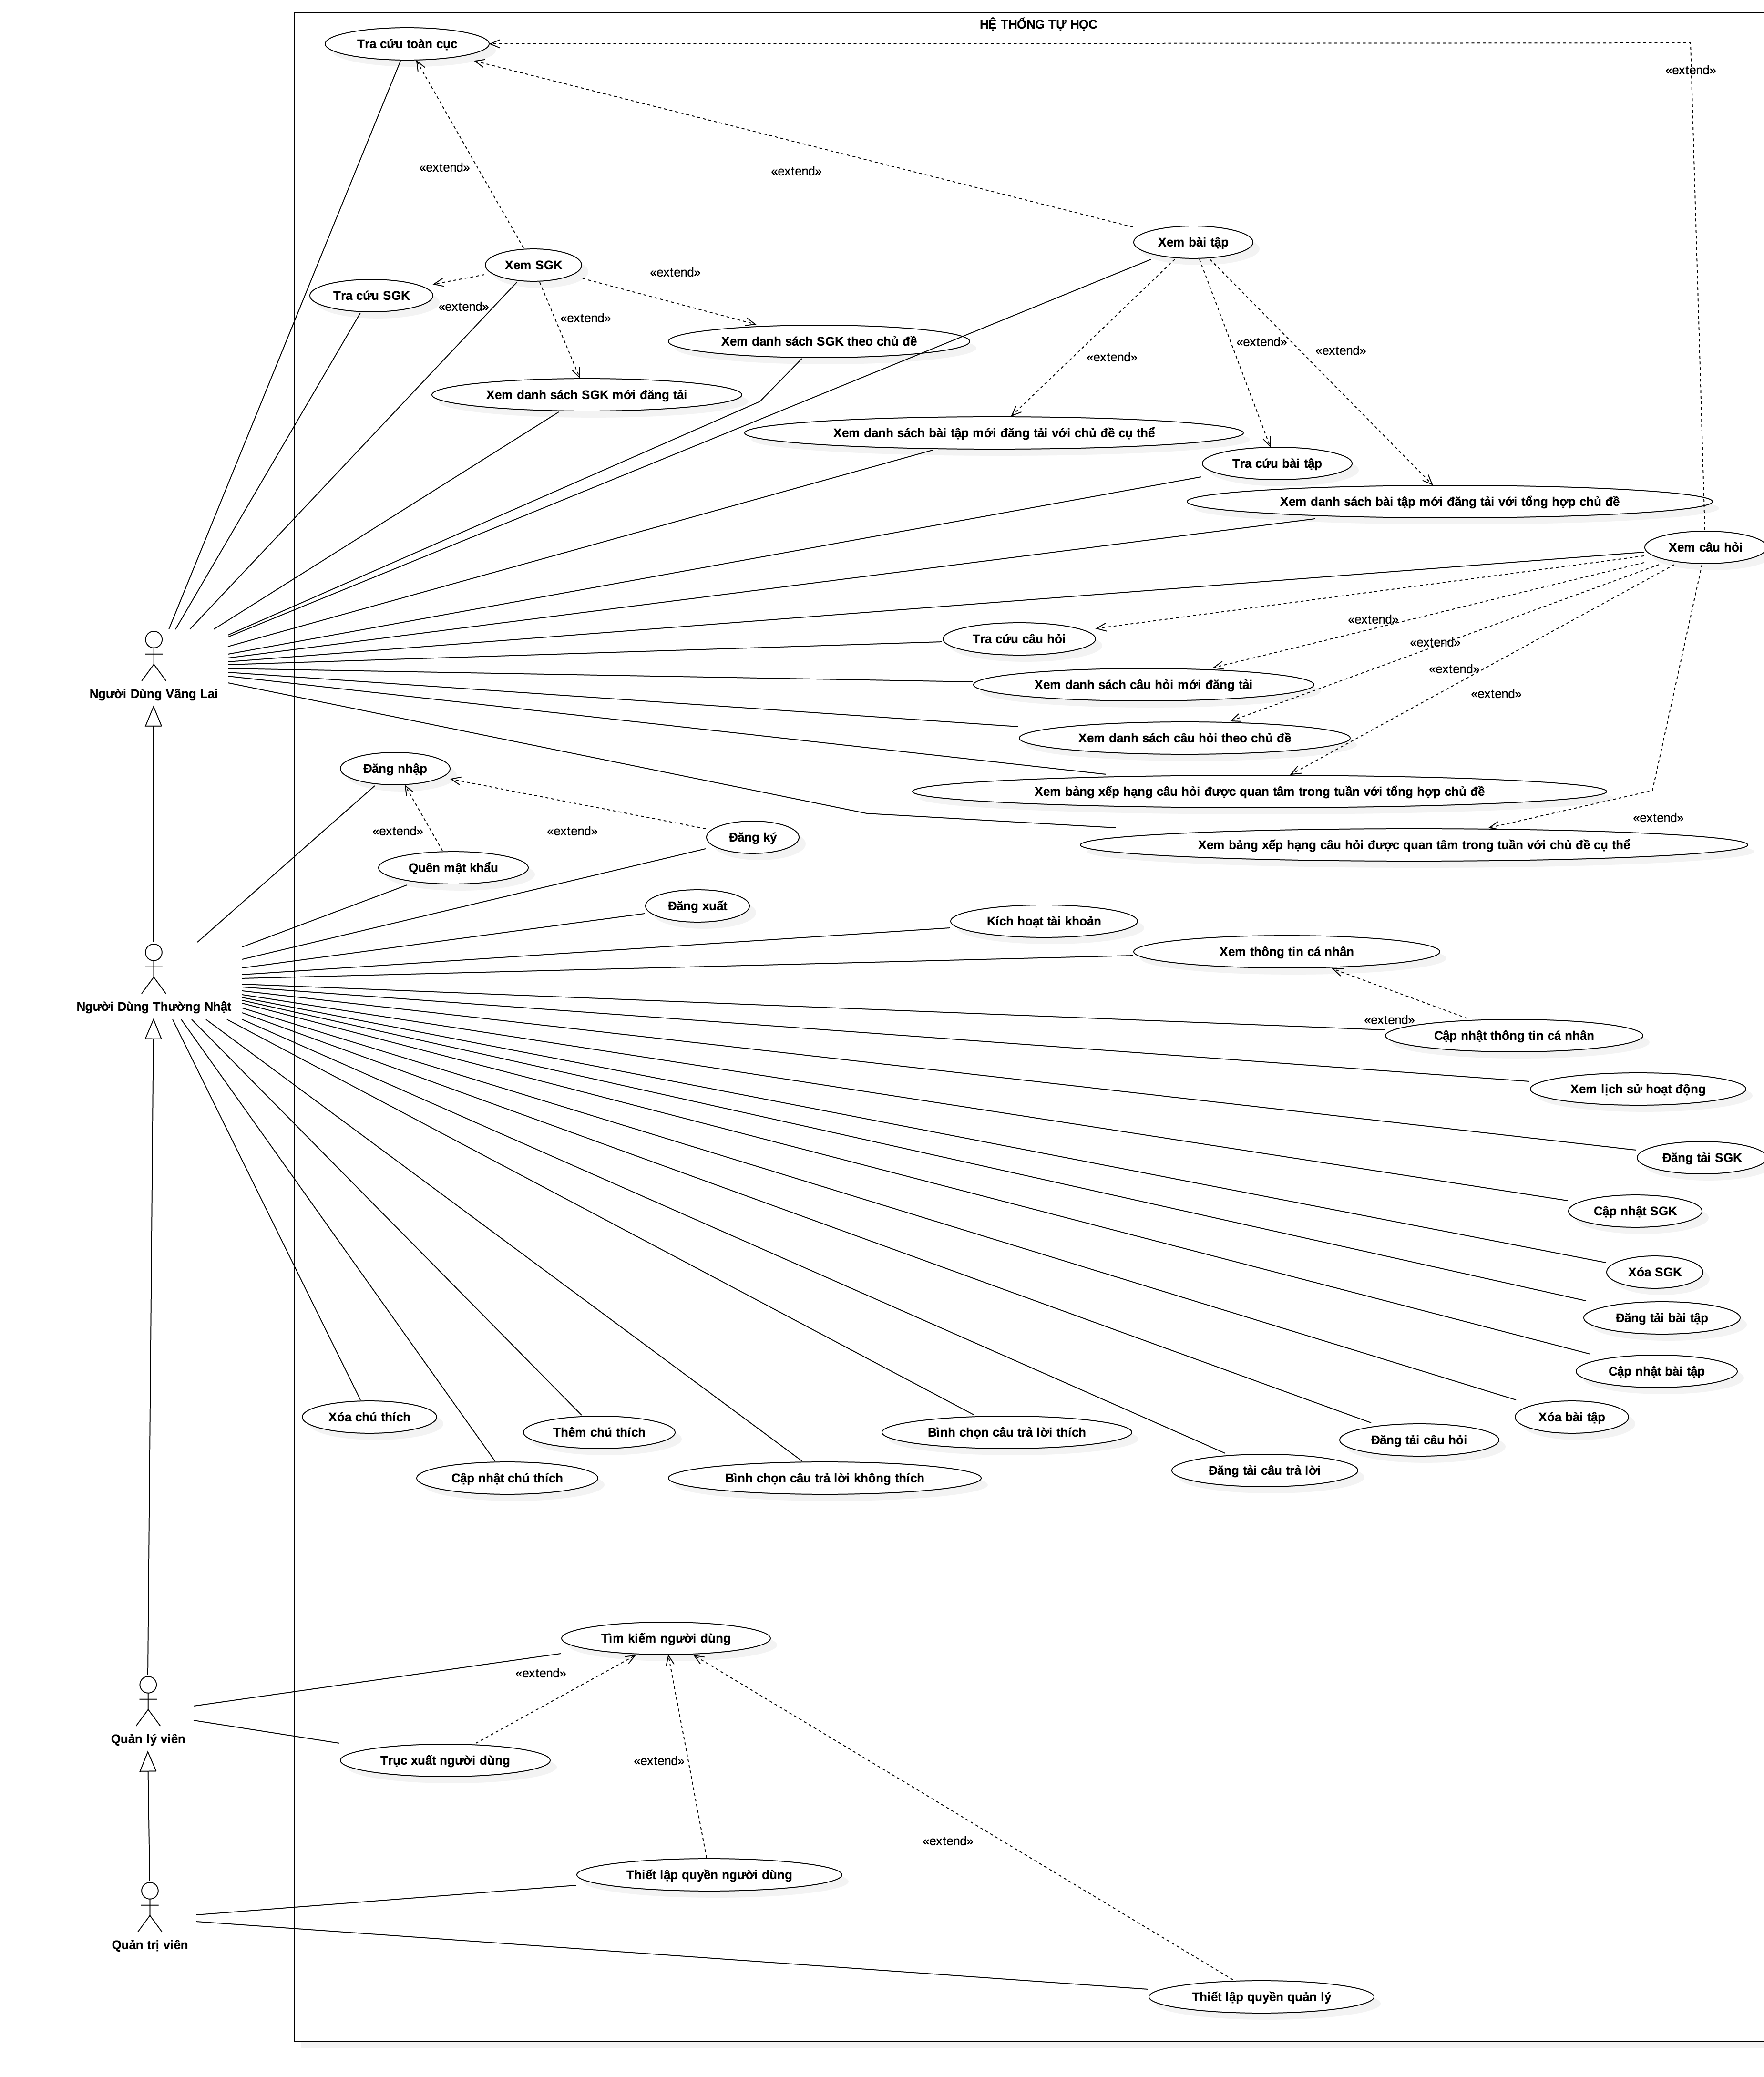 HỆ THỐNG TỰ HỌC
Tra cứu toàn cục
«extend»
«extend»
«extend»
Xem bài tập
Xem SGK
«extend»
Tra cứu SGK
«extend»
«extend»
Xem danh sách SGK theo chủ đề
«extend»
«extend»
«extend»
Xem danh sách SGK mới đăng tải
Xem danh sách bài tập mới đăng tải với chủ đề cụ thể
Tra cứu bài tập
Xem danh sách bài tập mới đăng tải với tổng hợp chủ đề
Xem câu hỏi
«extend»
Tra cứu câu hỏi
«extend»
«extend»
Xem danh sách câu hỏi mới đăng tải
«extend»
Người Dùng Vãng Lai
Xem danh sách câu hỏi theo chủ đề
Đăng nhập
Xem bảng xếp hạng câu hỏi được quan tâm trong tuần với tổng hợp chủ đề
«extend»
«extend»
«extend»
Đăng ký
Xem bảng xếp hạng câu hỏi được quan tâm trong tuần với chủ đề cụ thể
Quên mật khẩu
Đăng xuất
Kích hoạt tài khoản
Xem thông tin cá nhân
Người Dùng Thường Nhật
«extend»
Cập nhật thông tin cá nhân
Xem lịch sử hoạt động
Đăng tải SGK
Cập nhật SGK
Xóa SGK
Đăng tải bài tập
Cập nhật bài tập
Xóa chú thích
Xóa bài tập
Thêm chú thích
Bình chọn câu trả lời thích
Đăng tải câu hỏi
Đăng tải câu trả lời
Cập nhật chú thích
Bình chọn câu trả lời không thích
Tìm kiếm người dùng
«extend»
Quản lý viên
Trục xuất người dùng
«extend»
«extend»
Thiết lập quyền người dùng
Quản trị viên
Thiết lập quyền quản lý